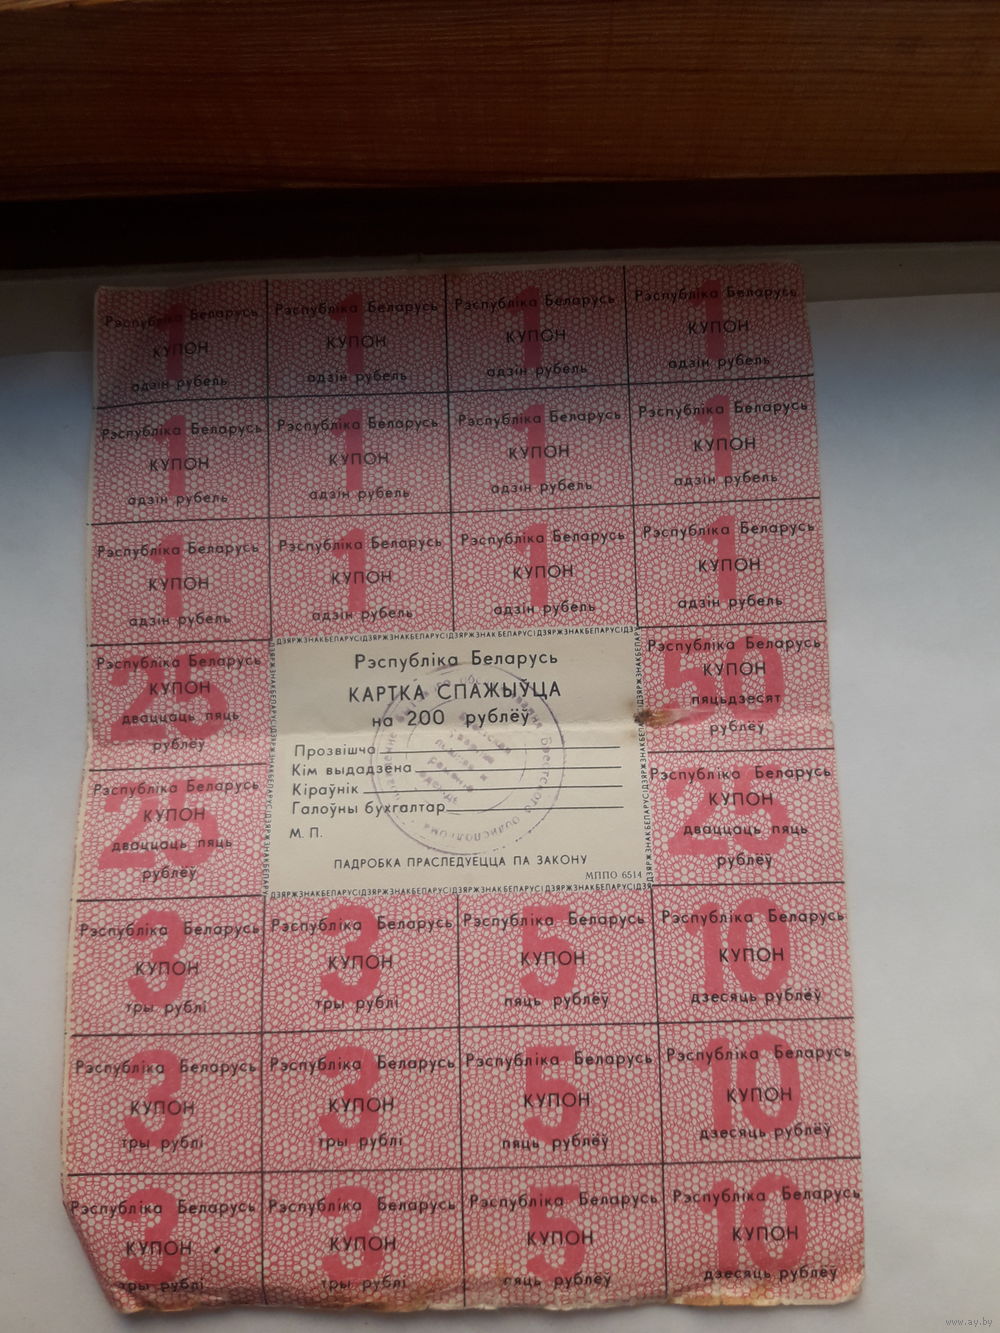 Рэспубліка Беларусь Рэспубліка Беларусь Рэспубліка Беларусь Рэспубліка Беларусь
1 1 1 1
КУПОН КУПОН КУПОН КУПОН
адзін рубель адзін рубель адзін рубель адзін рубель
Рэспубліка Беларусь Рэспубліка Беларусь Рэспубліка Беларусь Рэспубліка Беларусь
1 1 1 1
КУПОН КУПОН КУПОН КУПОН
адзін рубель адзін рубель адзін рубель адзін рубель
Рэспубліка Беларусь Рэспубліка Беларусь Рэспубліка Беларусь Рэспубліка Беларусь
1 1 1 1
КУПОН КУПОН КУПОН КУПОН
адзін рубель адзін рубель адзін рубель адзін рубель
Рэспубліка Беларусь
25
КУПОН
дваццаць пяць
рублёў
Рэспубліка Беларусь
25
КУПОН
дваццаць пяць
рублёў
ДЗЯРЖЗНАКБЕЛАРУСІДЗЯРЖЗНАКБЕЛАРУСІДЗЯРЖЗНАКБЕЛАРУСІДЗЯРЖЗНАКБЕЛАРУСІДЗ
Рэспубліка Беларусь
КАРТКА СПАЖЫЎЦА
на 200 рублёў
Прозвішча
Кім выдадзена
Кіраўнік
Галоўны бухгалтар
М. П.
ПАДРОБКА ПРАСЛЕДУЕЦЦА ПА ЗАКОНУ
МППО 6514
ДЗЯРЖЗНАКБЕЛАРУСІДЗЯРЖЗНАКБЕЛАРУСІДЗЯРЖЗНАКБЕЛАРУСІДЗЯРЖЗНАКБЕЛАРУСІДЗЯ
Рэспубліка Беларусь
50
КУПОН
пяцьдзесят
рублёў
Рэспубліка Беларусь
25
КУПОН
дваццаць пяць
рублёў
Рэспубліка Беларусь Рэспубліка Беларусь Рэспубліка Беларусь Рэспубліка Беларусь
3 3 5 10
КУПОН КУПОН КУПОН КУПОН
тры рублі тры рублі пяць рублёў дзесяць рублёў
Рэспубліка Беларусь Рэспубліка Беларусь Рэспубліка Беларусь Рэспубліка Беларусь
3 3 5 10
КУПОН КУПОН КУПОН КУПОН
тры рублі тры рублі пяць рублёў дзесяць рублёў
Рэспубліка Беларусь Рэспубліка Беларусь Рэспубліка Беларусь Рэспубліка Беларусь
3 3 5 10
КУПОН КУПОН КУПОН КУПОН
тры рублі тры рублі пяць рублёў дзесяць рублёў
www.ay.by